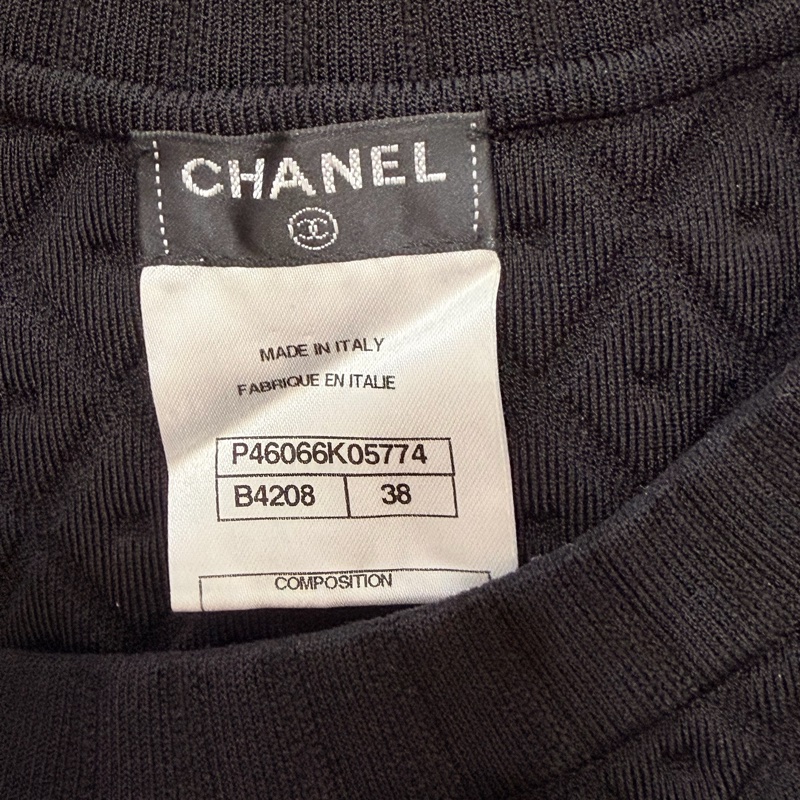 CHANEL
MADE IN ITALY
FABRIQUE EN ITALIE
P46066K05774
B4208 38
COMPOSITION